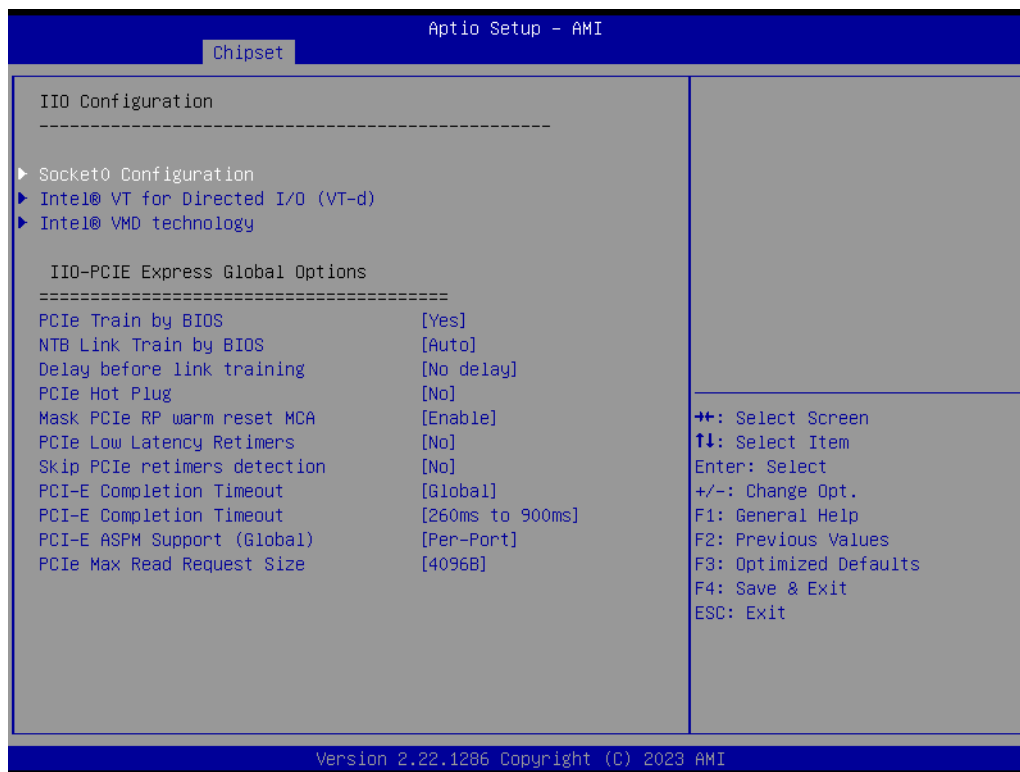 Aptio Setup – AMI
Chipset
IIO Configuration
--------------------------------------------------
Socket0 Configuration
Intel® VT for Directed I/O (VT-d)
Intel® VMD technology
IIO-PCIE Express Global Options
========================================
PCIe Train by BIOS [Yes]
NTB Link Train by BIOS [Auto]
Delay before link training [No delay]
PCIe Hot Plug [No]
Mask PCIe RP warm reset MCA [Enable]
PCIe Low Latency Retimers [No]
Skip PCIe retimers detection [No]
PCI-E Completion Timeout [Global]
PCI-E Completion Timeout [260ms to 900ms]
PCI-E ASPM Support (Global) [Per-Port]
PCIe Max Read Request Size [4096B]
→←: Select Screen
↑↓: Select Item
Enter: Select
+/-: Change Opt.
F1: General Help
F2: Previous Values
F3: Optimized Defaults
F4: Save & Exit
ESC: Exit
Version 2.22.1286 Copyright (C) 2023 AMI